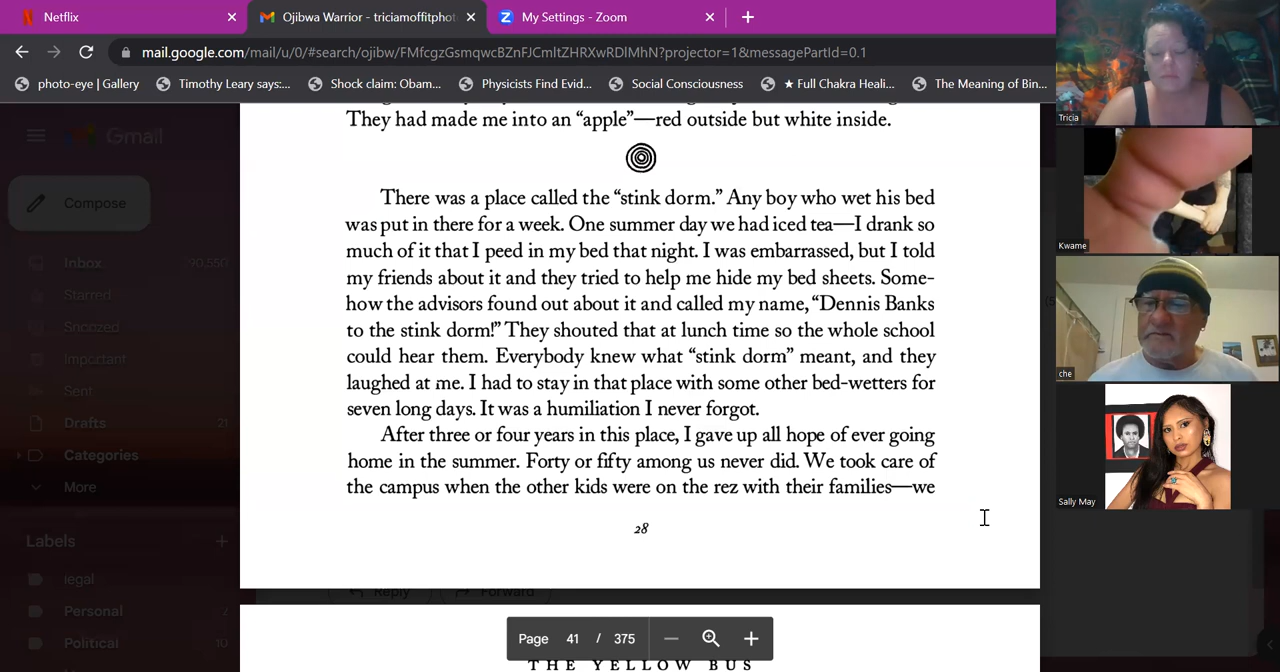 Netflix
Ojibwa Warrior - triciamoffitphot
My Settings - Zoom
mail.google.com/mail/u/0/#search/ojibw/FMfcgzGsmqwcBZnFJCmltZHRXwRDlMhN?projector=1&messagePartId=0.1
photo-eye | Gallery
Timothy Leary says:...
Shock claim: Obam...
Physicists Find Evid...
Social Consciousness
★ Full Chakra Heali...
The Meaning of Bin...
Gmail
Compose
Inbox
Starred
Snoozed
Important
Sent
Drafts 21
Categories
More
Labels
legal
Personal
Political
They had made me into an “apple”—red outside but white inside.
There was a place called the “stink dorm.” Any boy who wet his bed
was put in there for a week. One summer day we had iced tea—I drank so
much of it that I peed in my bed that night. I was embarrassed, but I told
my friends about it and they tried to help me hide my bed sheets. Some-
how the advisors found out about it and called my name, “Dennis Banks
to the stink dorm!” They shouted that at lunch time so the whole school
could hear them. Everybody knew what “stink dorm” meant, and they
laughed at me. I had to stay in that place with some other bed-wetters for
seven long days. It was a humiliation I never forgot.
After three or four years in this place, I gave up all hope of ever going
home in the summer. Forty or fifty among us never did. We took care of
the campus when the other kids were on the rez with their families—we
28
Reply
Forward
Page 41 / 375
THE YELLOW BUS
Tricia
Kwame
che
Sally May